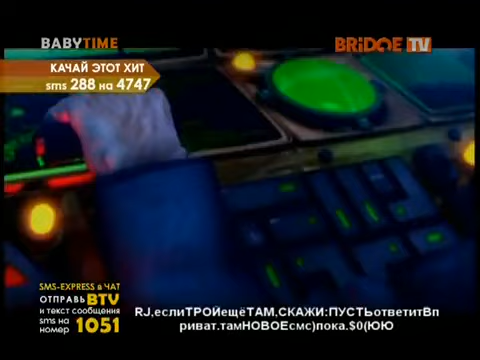 BABYTIME
BRIDGE TV
КАЧАЙ ЭТОТ ХИТ
sms 288 на 4747
SMS-EXPRESS в ЧАТ
ОТПРАВЬ BTV
и текст сообщения
sms на номер 1051
RJ,еслиТРОЙещёТАМ,СКАЖИ:ПУСТЬответитВп
риват.тамНОВОЕсмс)пока.$0(ЮЮ